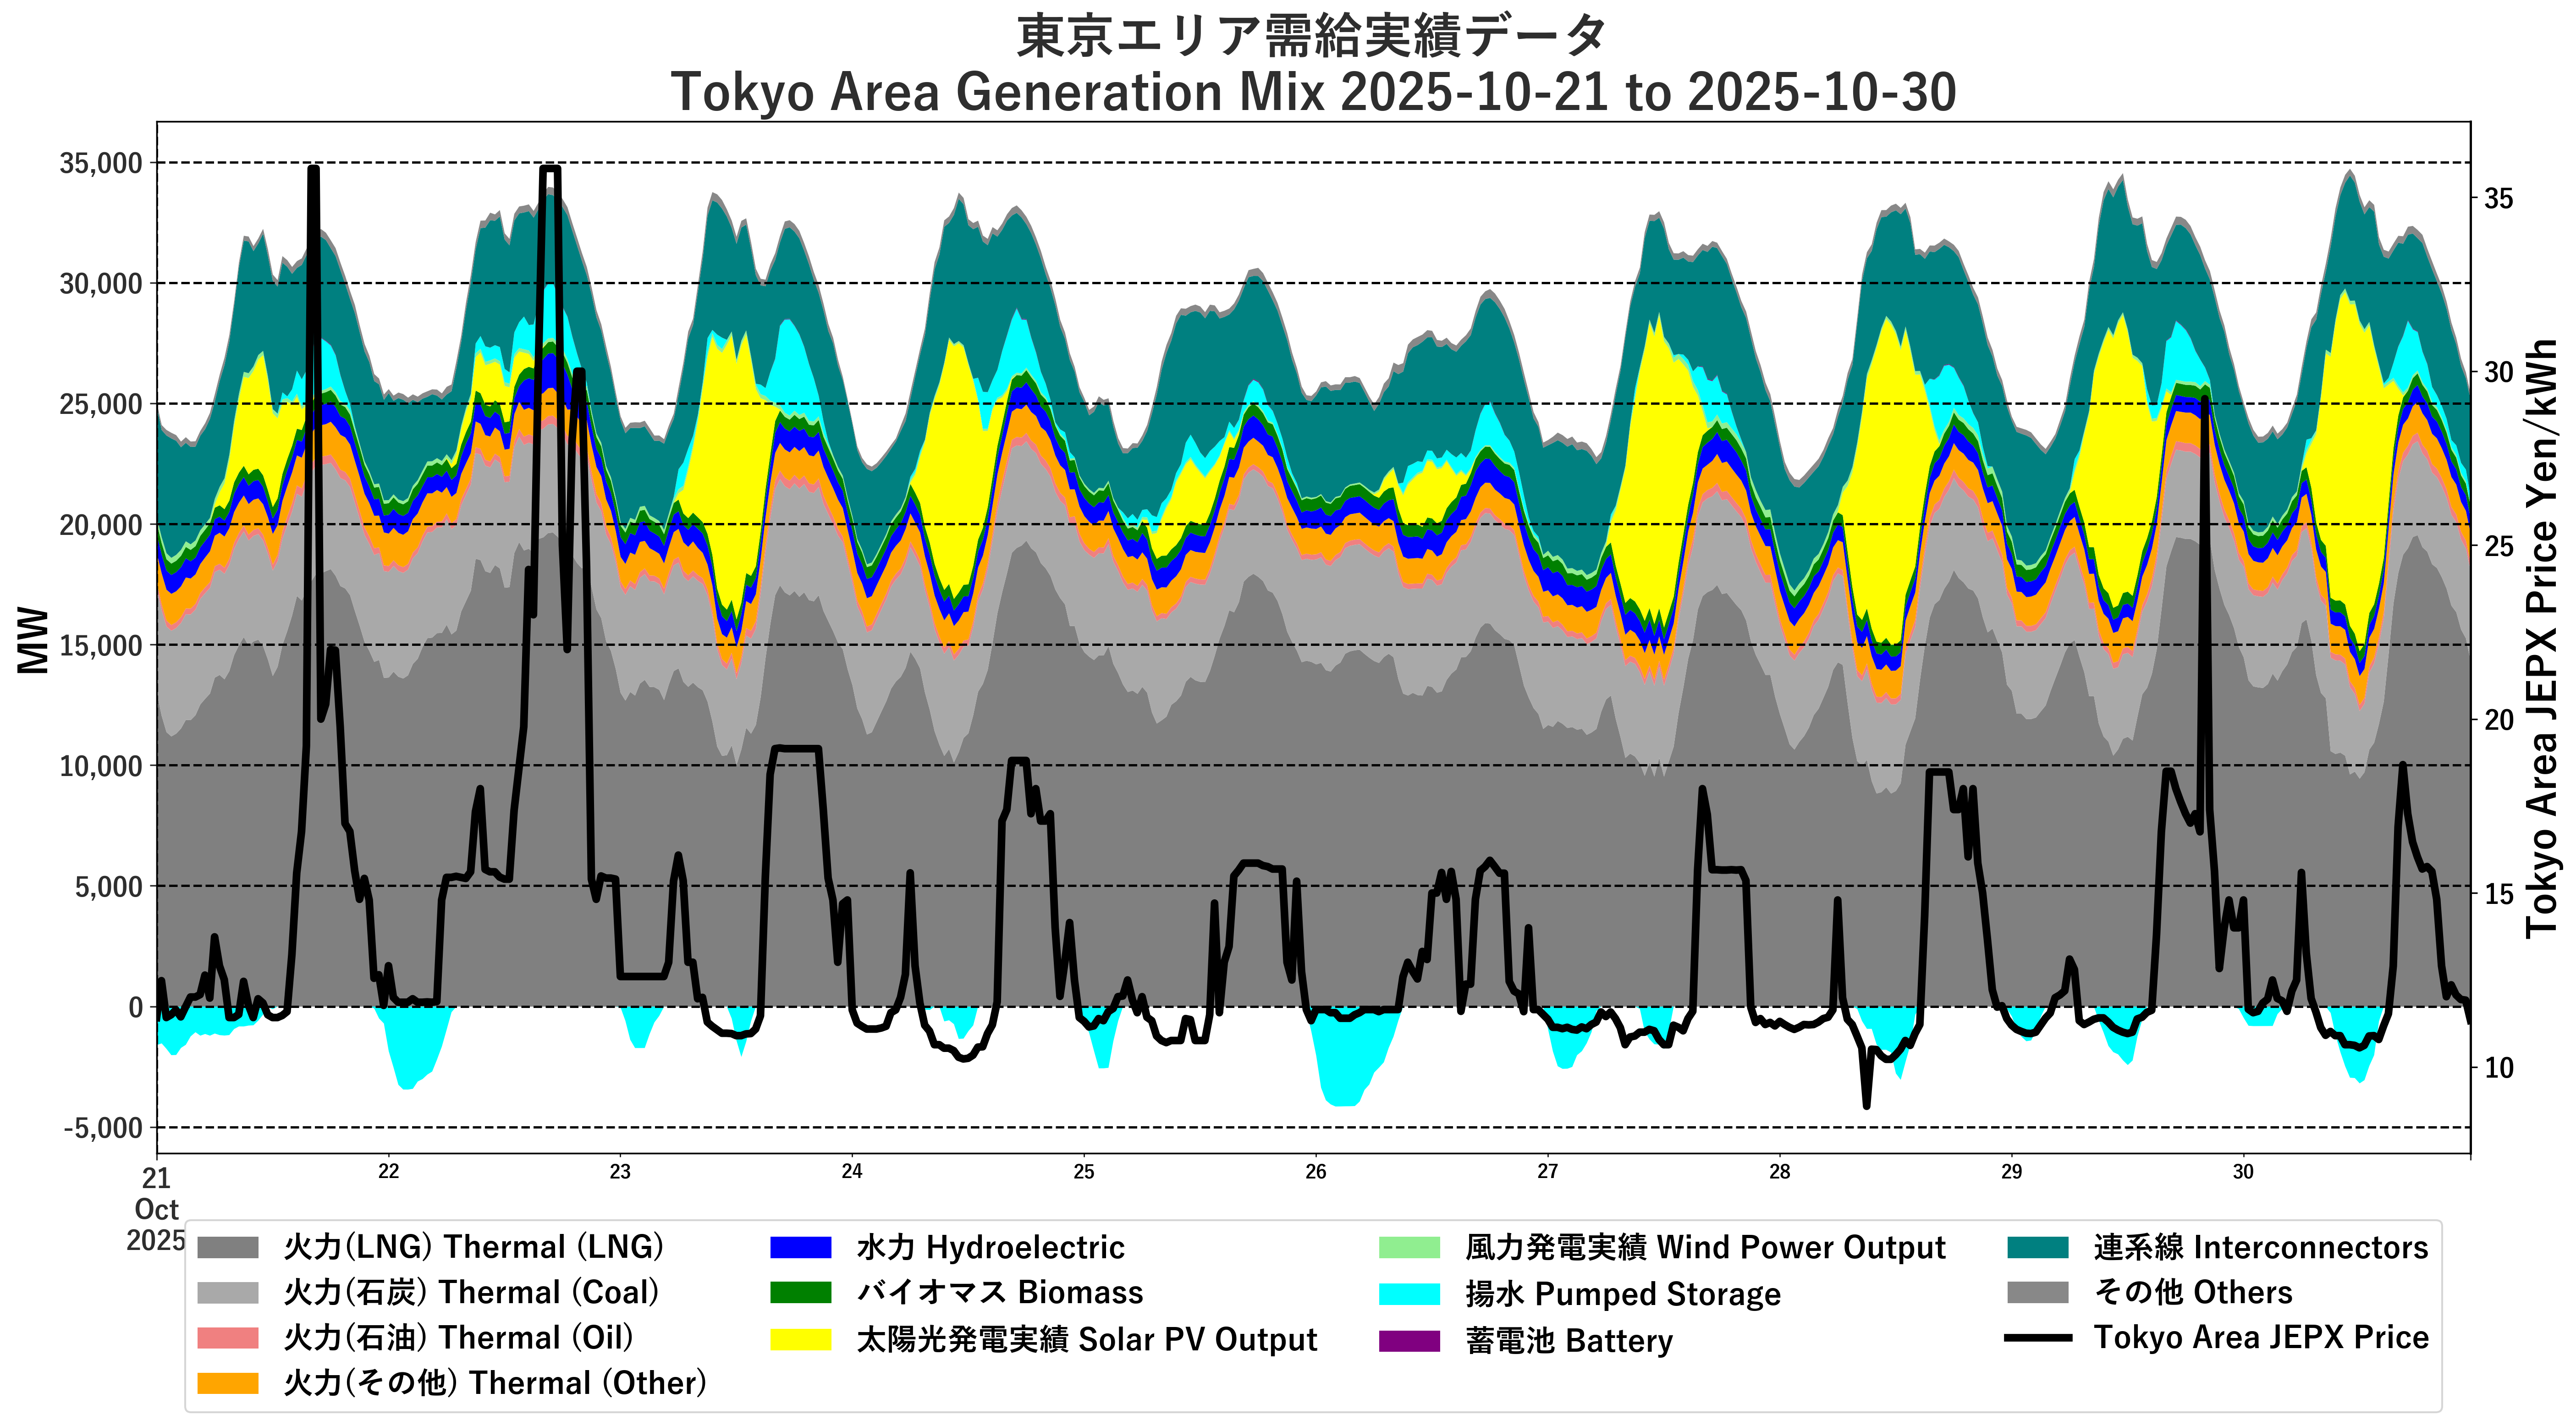 東京エリア需給実績データ
Tokyo Area Generation Mix 2025-10-21 to 2025-10-30
35,000
30,000
25,000
20,000
15,000
10,000
5,000
0
-5,000
MW
35
30
25
20
15
10
Tokyo Area JEPX Price Yen/kWh
21 22 23 24 25 26 27 28 29 30
Oct
2025
火力(LNG) Thermal (LNG)
火力(石炭) Thermal (Coal)
火力(石油) Thermal (Oil)
火力(その他) Thermal (Other)
水力 Hydroelectric
バイオマス Biomass
太陽光発電実績 Solar PV Output
風力発電実績 Wind Power Output
揚水 Pumped Storage
蓄電池 Battery
連系線 Interconnectors
その他 Others
Tokyo Area JEPX Price